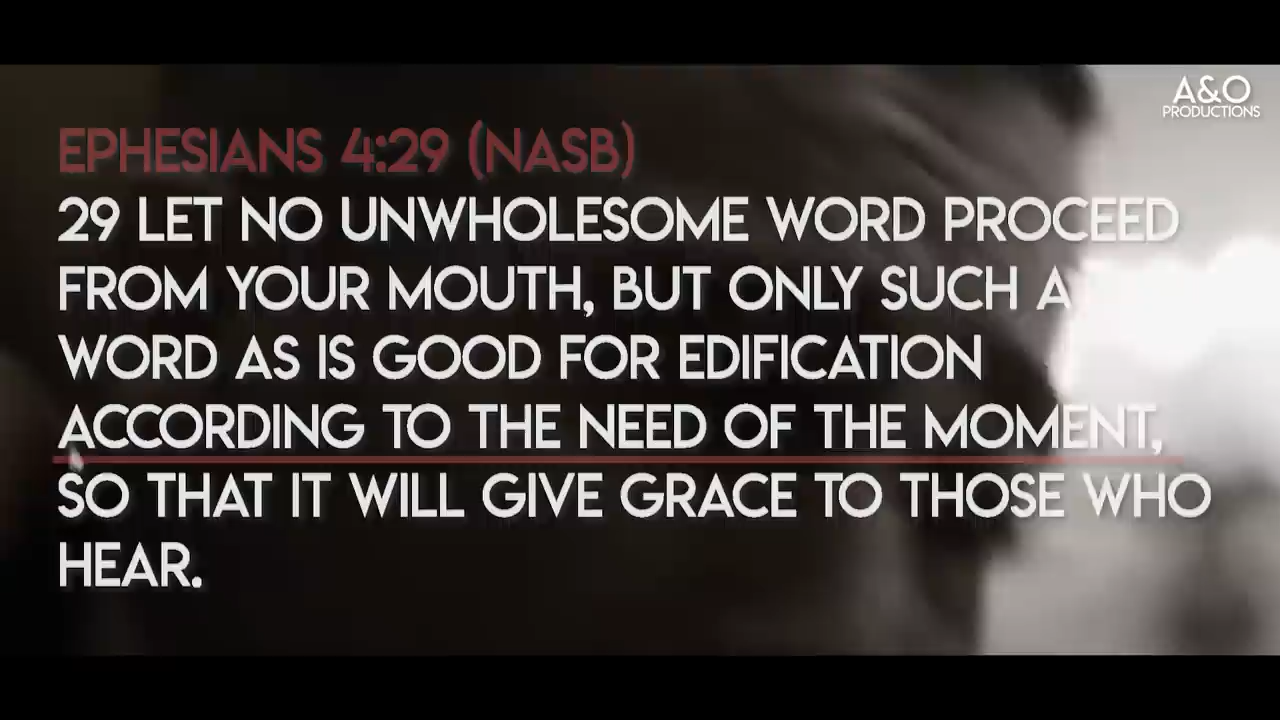 A&O
PRODUCTIONS
EPHESIANS 4:29 (NASB)
29 LET NO UNWHOLESOME WORD PROCEED
FROM YOUR MOUTH, BUT ONLY SUCH A
WORD AS IS GOOD FOR EDIFICATION
ACCORDING TO THE NEED OF THE MOMENT,
SO THAT IT WILL GIVE GRACE TO THOSE WHO
HEAR.